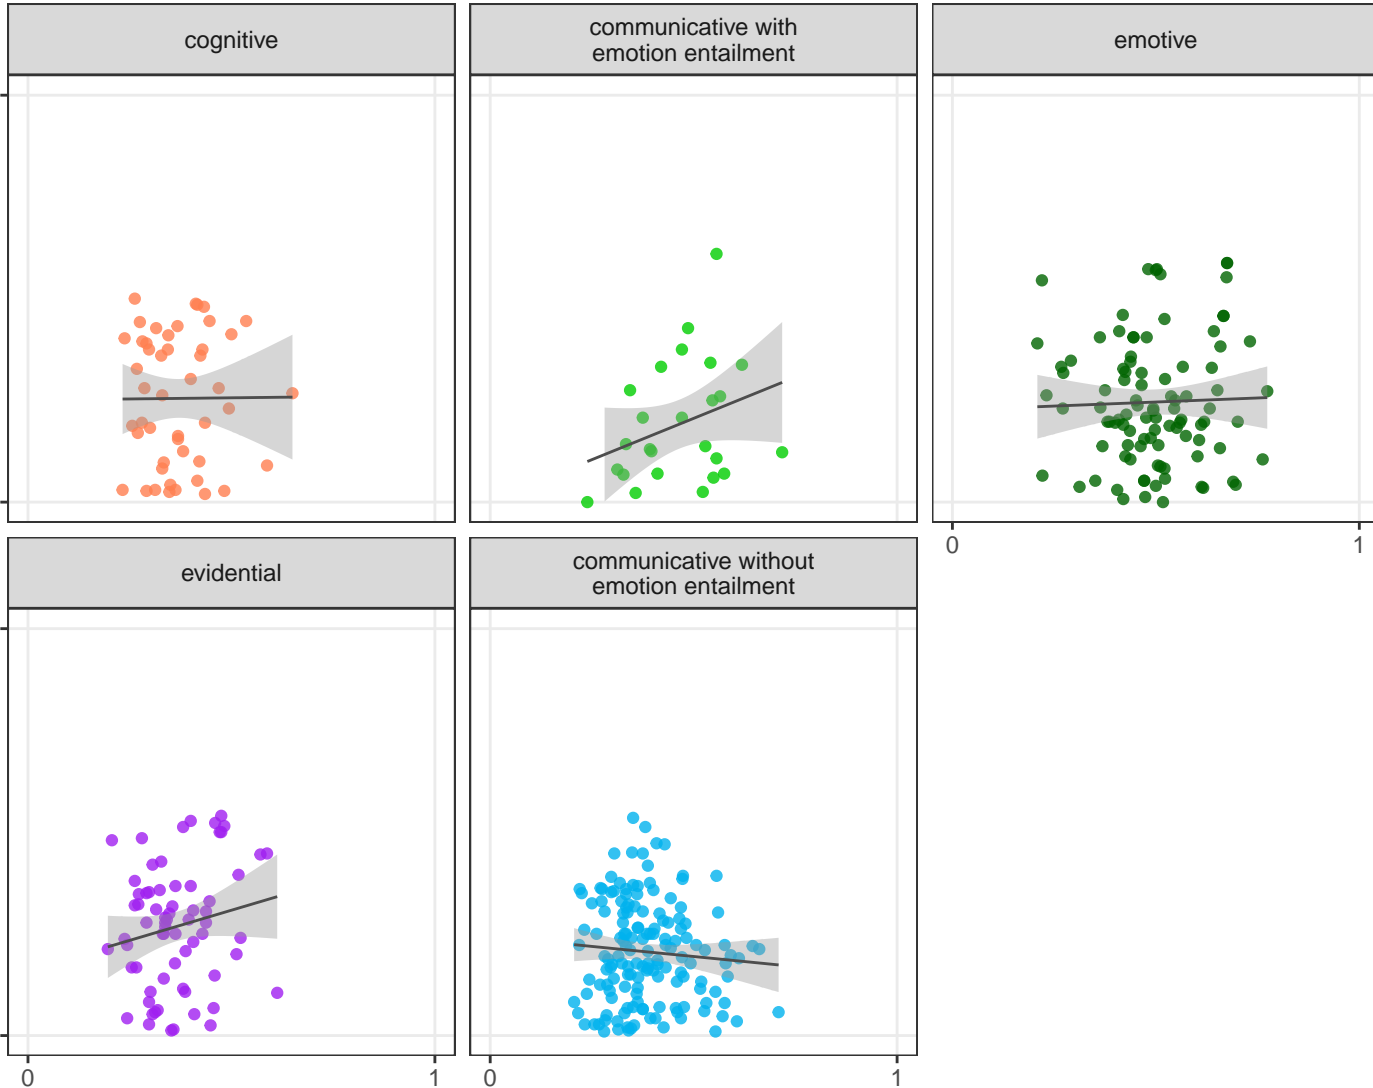 cognitive
communicative with
emotion entailment
emotive
0
1
evidential
communicative without
emotion entailment
0
1
0
1